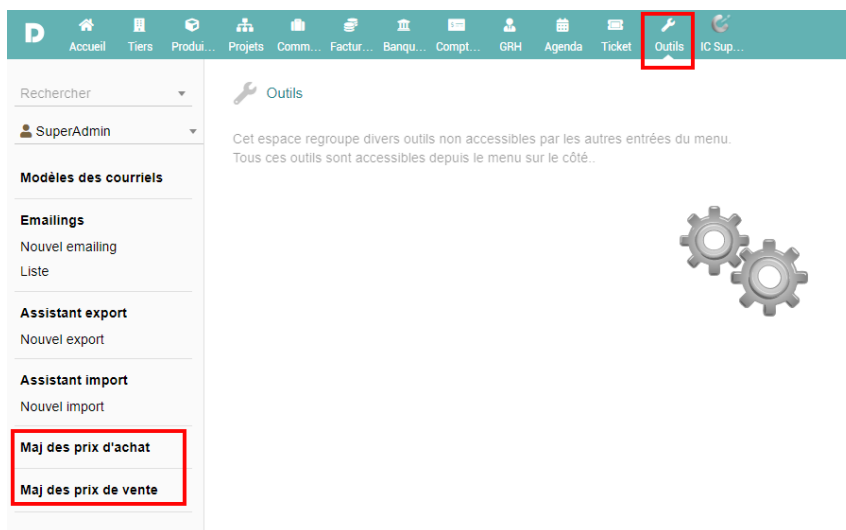 D
Accueil
Tiers
Produi...
Projets
Comm...
Factur...
Banqu...
Compt...
GRH
Agenda
Ticket
Outils
IC Sup...
Rechercher
SuperAdmin
Modèles des courriels
Emailings
Nouvel emailing
Liste
Assistant export
Nouvel export
Assistant import
Nouvel import
Maj des prix d'achat
Maj des prix de vente
Outils
Cet espace regroupe divers outils non accessibles par les autres entrées du menu.
Tous ces outils sont accessibles depuis le menu sur le côté..